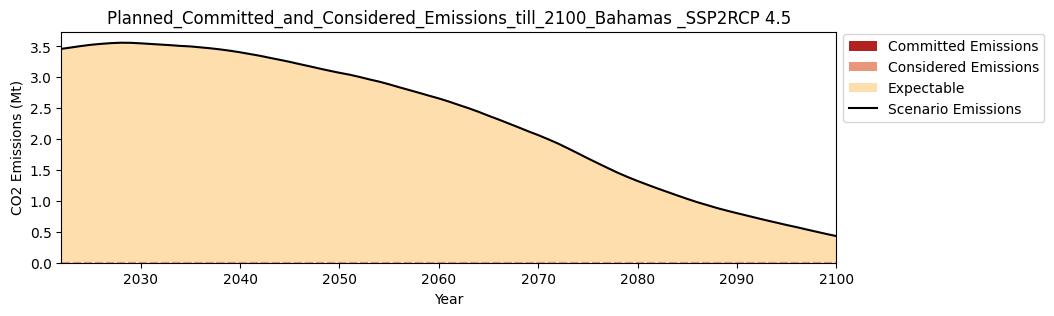 Planned_Committed_and_Considered_Emissions_till_2100_Bahamas _SSP2RCP 4.5
Committed Emissions
Considered Emissions
Expectable
Scenario Emissions
CO2 Emissions (Mt)
3.5
3.0
2.5
2.0
1.5
1.0
0.5
0.0
2030 2040 2050 2060 2070 2080 2090 2100
Year